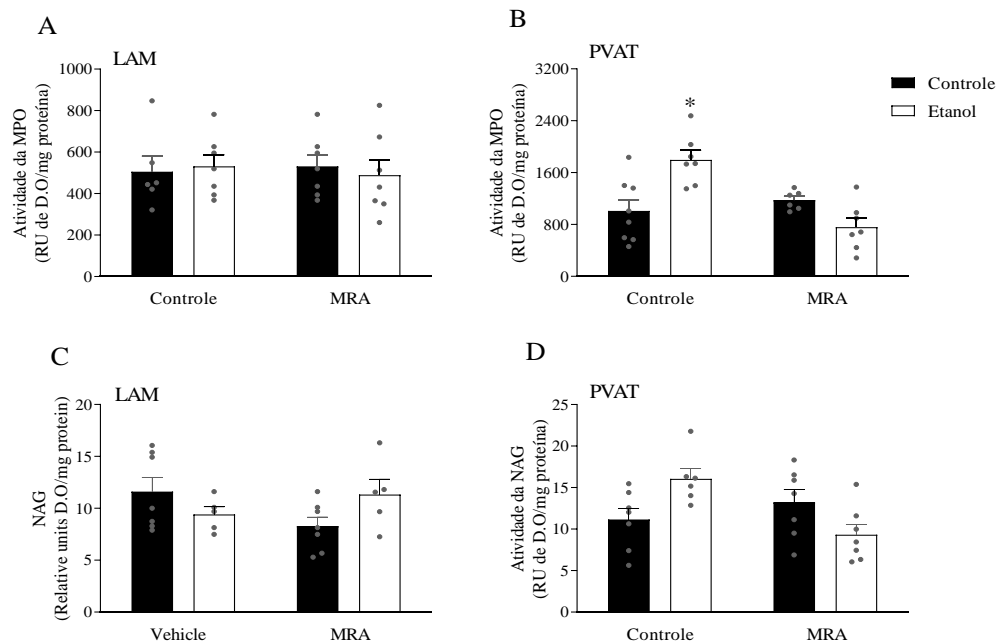 A
LAM
Atividade da MPO
(RU de D.O/mg proteína)
1000
800
600
400
200
0
Controle
MRA
B
PVAT
Atividade da MPO
(RU de D.O/mg proteína)
3200
2400
1600
800
0
*
Controle
MRA
Controle
Etanol
C
LAM
NAG
(Relative units D.O/mg protein)
20
15
10
5
0
Vehicle
MRA
D
PVAT
Atividade da NAG
(RU de D.O/mg proteína)
25
20
15
10
5
0
Controle
MRA